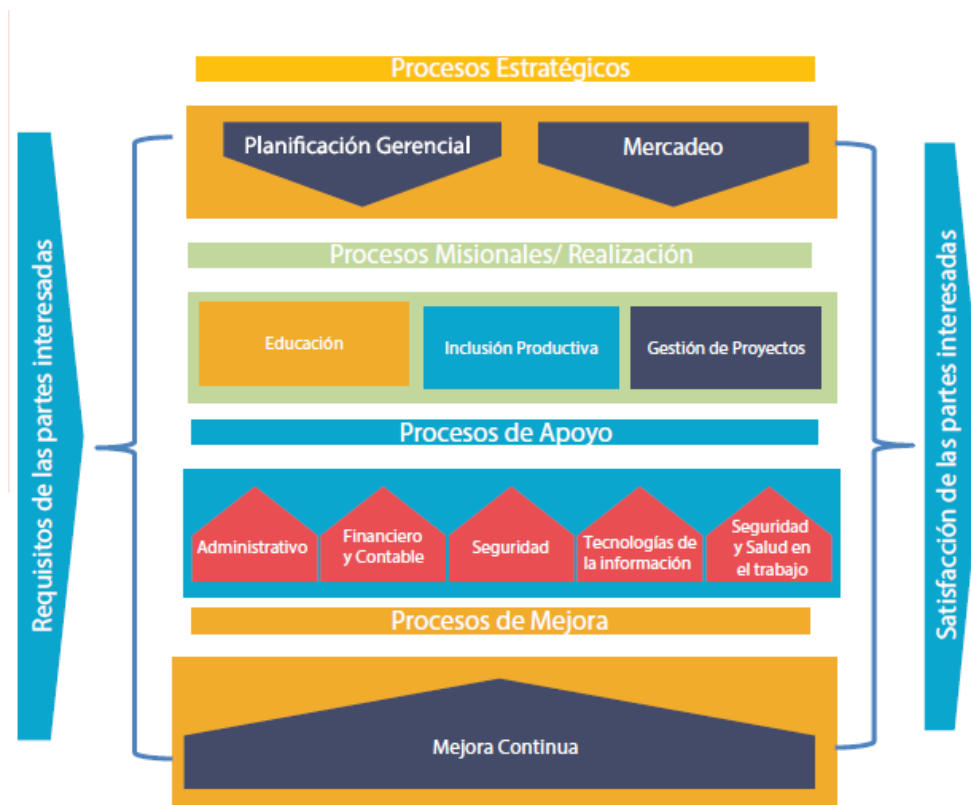 Procesos Estratégicos
Planificación Gerencial
Mercadeo
Requisitos de las partes interesadas
Procesos Misionales/ Realización
Educación
Inclusión Productiva
Gestión de Proyectos
Procesos de Apoyo
Administrativo
Financiero
y Contable
Seguridad
Tecnologías de
la información
Seguridad
y Salud en
el trabajo
Procesos de Mejora
Mejora Continua
Satisfacción de las partes interesadas